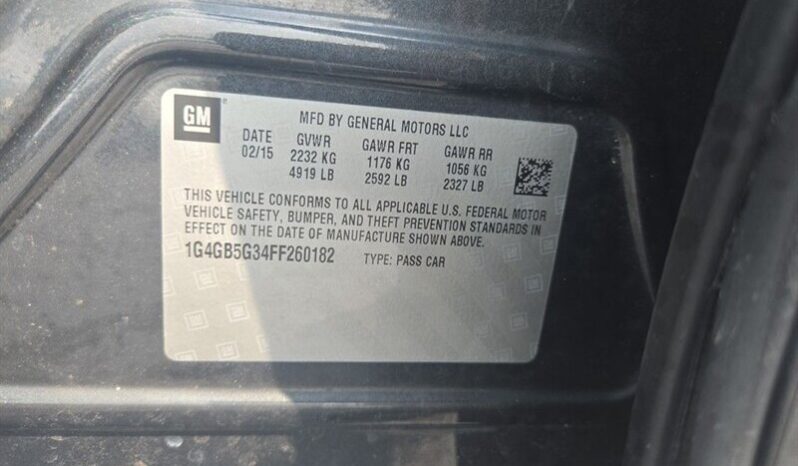 GM
MFD BY GENERAL MOTORS LLC
DATE GVWR GAWR FRT GAWR RR
02/15 2232 KG 1176 KG 1056 KG
4919 LB 2592 LB 2327 LB
THIS VEHICLE CONFORMS TO ALL APPLICABLE U.S. FEDERAL MOTOR
VEHICLE SAFETY, BUMPER, AND THEFT PREVENTION STANDARDS IN
EFFECT ON THE DATE OF MANUFACTURE SHOWN ABOVE.
1G4GB5G34FF260182 TYPE: PASS CAR